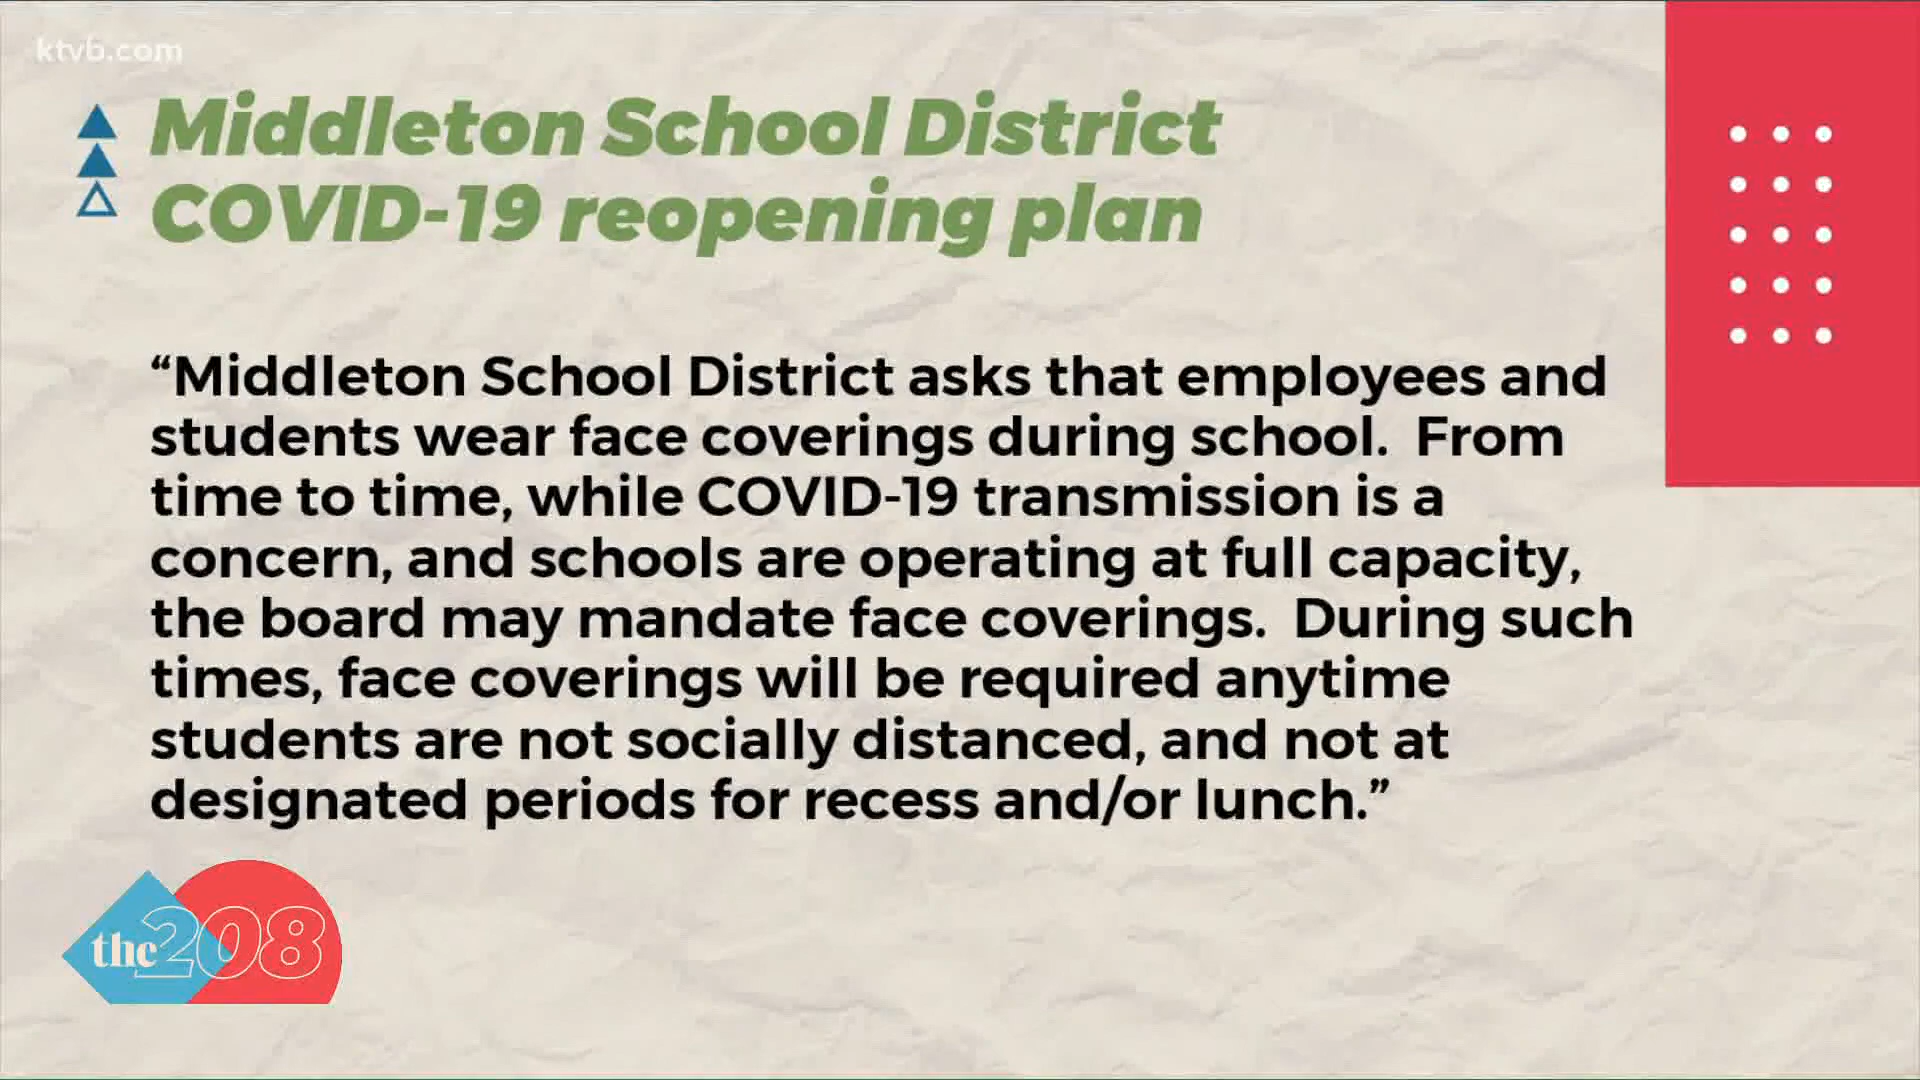 ktvb.com
Middleton School District
COVID-19 reopening plan
“Middleton School District asks that employees and
students wear face coverings during school.  From
time to time, while COVID-19 transmission is a
concern, and schools are operating at full capacity,
the board may mandate face coverings.  During such
times, face coverings will be required anytime
students are not socially distanced, and not at
designated periods for recess and/or lunch.”
the 208